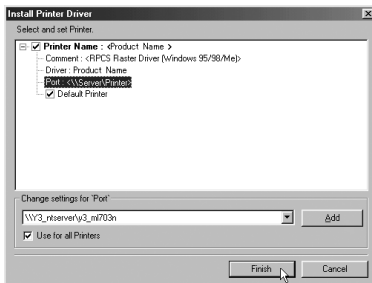 Install Printer Driver
Select and set Printer.
Printer Name : <Product Name >
Comment : <RPCS Raster Driver (Windows 95/98/Me)>
Driver : Product Name
Port : <\\Server\Printer>
Default Printer
Change settings for 'Port'
\\Y3_ntserver\y3_ml703n
Add
Use for all Printers
Finish
Cancel